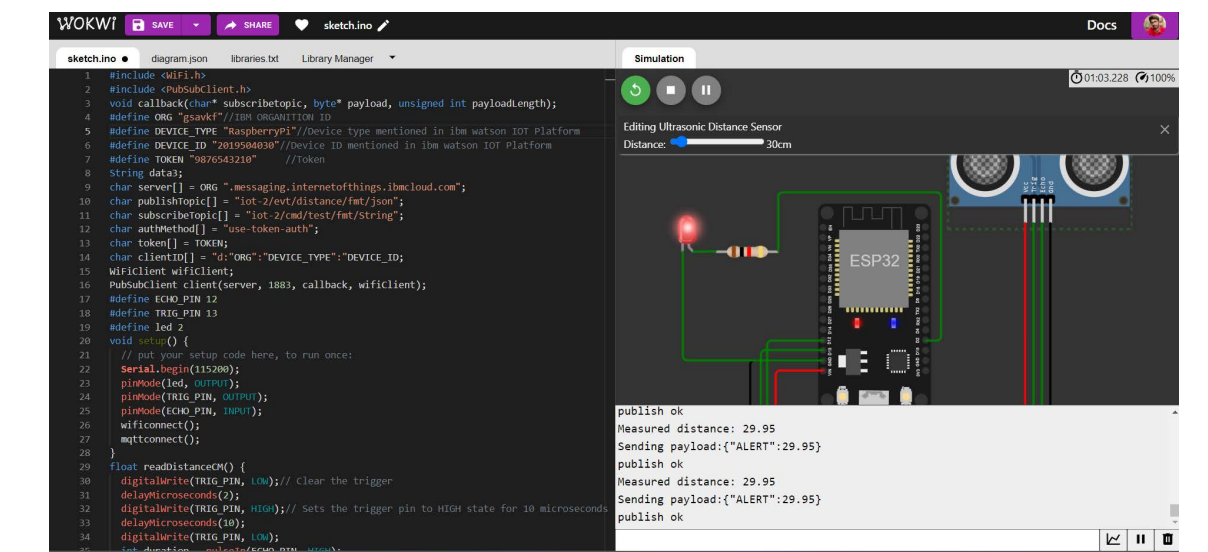 WOKWi SAVE SHARE sketch.ino Docs
sketch.ino diagram.json libraries.txt Library Manager
1 #include <WiFi.h>
2 #include <PubSubClient.h>
3 void callback(char* subscribetopic, byte* payload, unsigned int payloadLength);
4 #define ORG "gsavkf"//IBM ORGANITION ID
5 #define DEVICE_TYPE "RaspberryPi"//Device type mentioned in ibm watson IOT Platform
6 #define DEVICE_ID "2019504030"//Device ID mentioned in ibm watson IOT Platform
7 #define TOKEN "9876543210" //Token
8 String data3;
9 char server[] = ORG ".messaging.internetofthings.ibmcloud.com";
10 char publishTopic[] = "iot-2/evt/distance/fmt/json";
11 char subscribeTopic[] = "iot-2/cmd/test/fmt/String";
12 char authMethod[] = "use-token-auth";
13 char token[] = TOKEN;
14 char clientID[] = "d:"ORG":"DEVICE_TYPE":"DEVICE_ID;
15 WiFiClient wifiClient;
16 PubSubClient client(server, 1883, callback, wifiClient);
17 #define ECHO_PIN 12
18 #define TRIG_PIN 13
19 #define led 2
20 void setup() {
21 // put your setup code here, to run once:
22 Serial.begin(115200);
23 pinMode(led, OUTPUT);
24 pinMode(TRIG_PIN, OUTPUT);
25 pinMode(ECHO_PIN, INPUT);
26 wificonnect();
27 mqttconnect();
28 }
29 float readDistanceCM() {
30 digitalWrite(TRIG_PIN, LOW);// Clear the trigger
31 delayMicroseconds(2);
32 digitalWrite(TRIG_PIN, HIGH);// Sets the trigger pin to HIGH state for 10 microseconds
33 delayMicroseconds(10);
34 digitalWrite(TRIG_PIN, LOW);
35 int duration = pulseIn(ECHO_PIN, HIGH);
Simulation
01:03.228 100%
Editing Ultrasonic Distance Sensor
Distance: 30cm
Vcc
Trig
Echo
Gnd
ESP32
publish ok
Measured distance: 29.95
Sending payload:{"ALERT":29.95}
publish ok
Measured distance: 29.95
Sending payload:{"ALERT":29.95}
publish ok